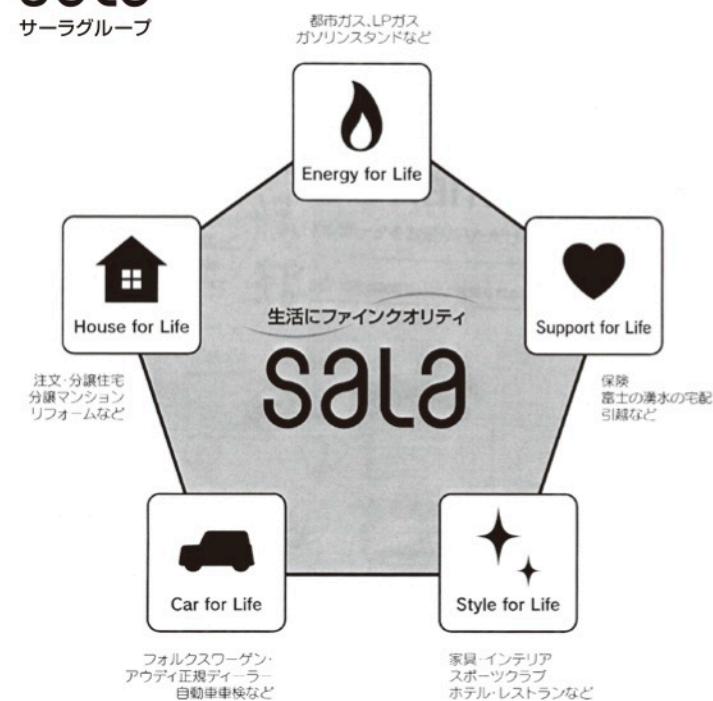 sala
サーラグループ
都市ガス、LPガス
ガソリンスタンドなど
Energy for Life
House for Life
注文・分譲住宅
分譲マンション
リフォームなど
Support for Life
保険
富士の湧水の宅配
引越など
生活にファインクオリティ
sala
Car for Life
フォルクスワーゲン・
アウディ正規ディーラー
自動車車検など
Style for Life
家具・インテリア
スポーツクラブ
ホテル・レストランなど